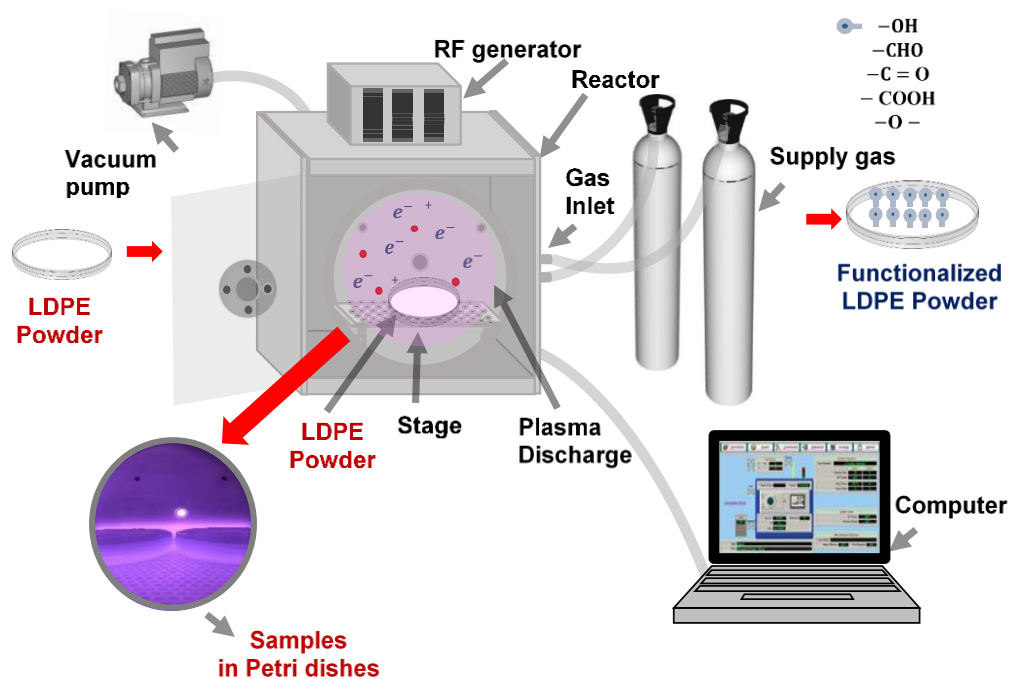 RF generator
Reactor
Vacuum
pump
Gas
Inlet
Supply gas
−OH
−CHO
−C = O
− COOH
−O −
LDPE
Powder
e⁻ +
e⁻
e⁻
e⁻
e⁻ +
Functionalized
LDPE Powder
LDPE
Powder
Stage
Plasma
Discharge
Computer
Samples
in Petri dishes